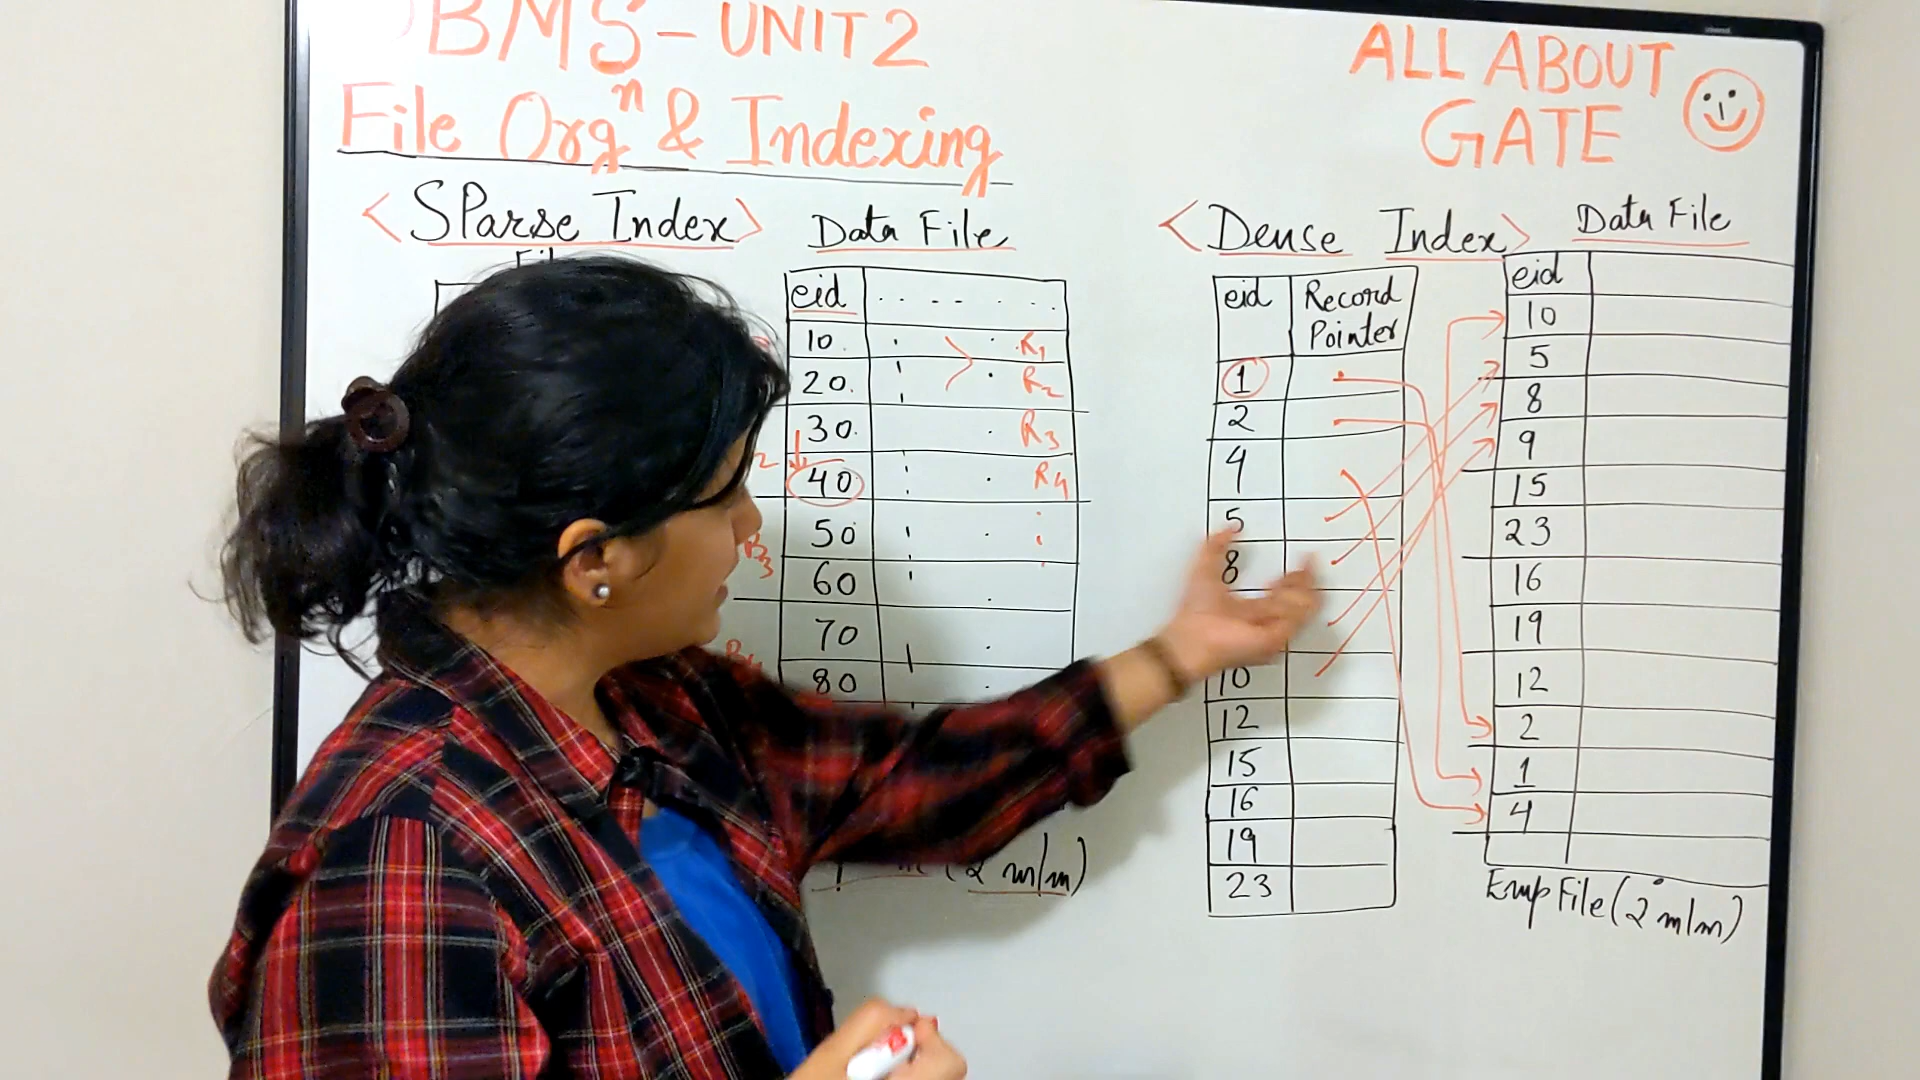 DBMS - UNIT 2
File Orgⁿ & Indexing
ALL ABOUT
GATE
<SParse Index>
Data File
eid
10
20
30
40
50
60
70
80
R1
R2
R3
R4
B3
(2° m/m)
<Dense Index>
eid Record
Pointer
1
2
4
5
8
10
12
15
16
19
23
Data File
eid
10
5
8
9
15
23
16
19
12
2
1
4
Emp File (2° m/m)